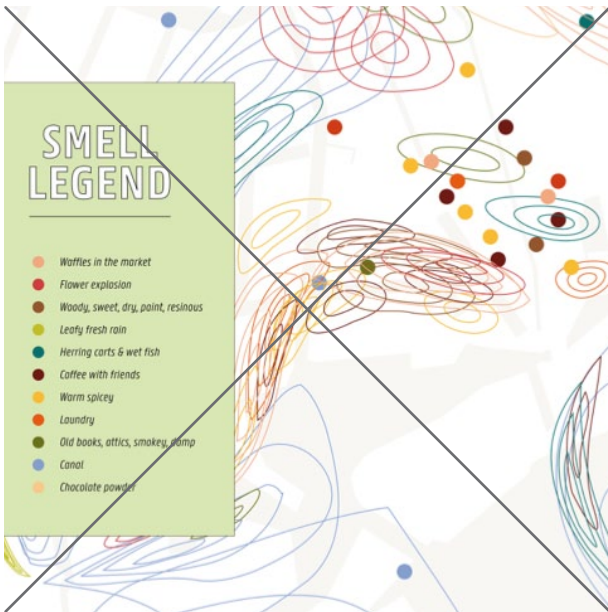 SMELL
LEGEND
Waffles in the market
Flower explosion
Woody, sweet, dry, paint, resinous
Leafy fresh rain
Herring carts & wet fish
Coffee with friends
Warm spicey
Laundry
Old books, attics, smokey, damp
Canal
Chocolate powder